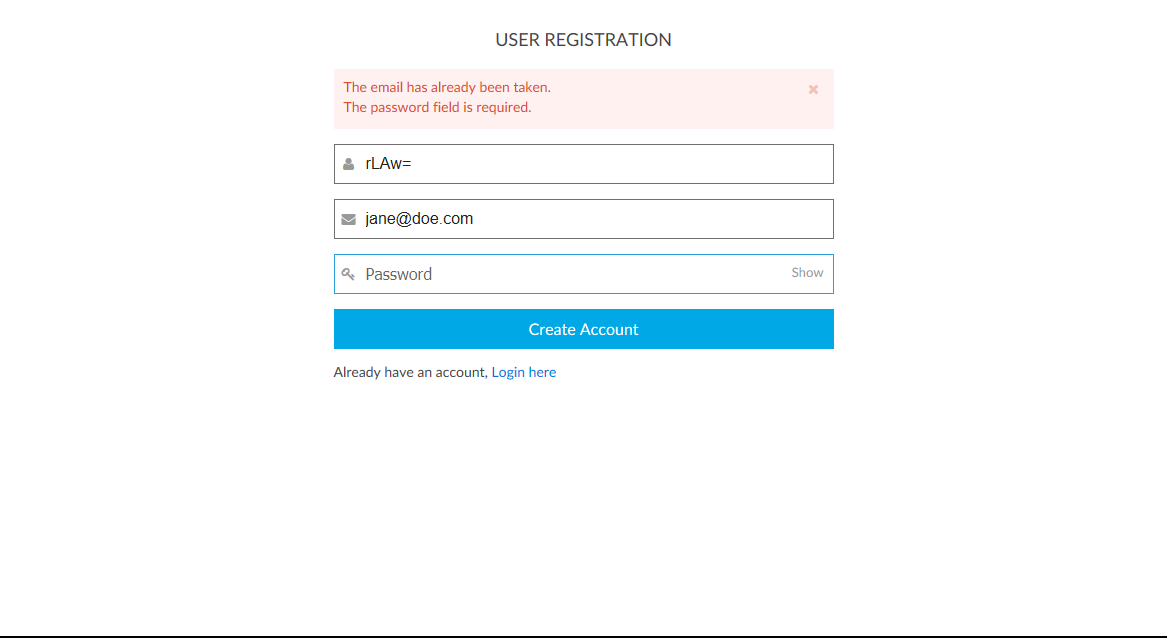 USER REGISTRATION
The email has already been taken.
The password field is required.
rLAw=
jane@doe.com
Password Show
Create Account
Already have an account, Login here